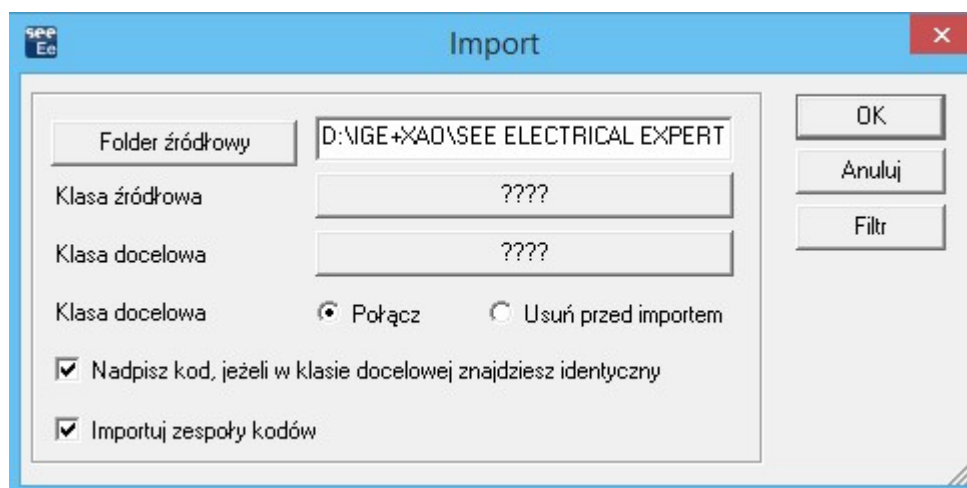 see
Ee
Import
Folder źródłowy
D:\IGE+XAO\SEE ELECTRICAL EXPERT
OK
Klasa źródłowa
????
Anuluj
Klasa docelowa
????
Filtr
Klasa docelowa
Połącz
Usuń przed importem
Nadpisz kod, jeżeli w klasie docelowej znajdziesz identyczny
Importuj zespoły kodów